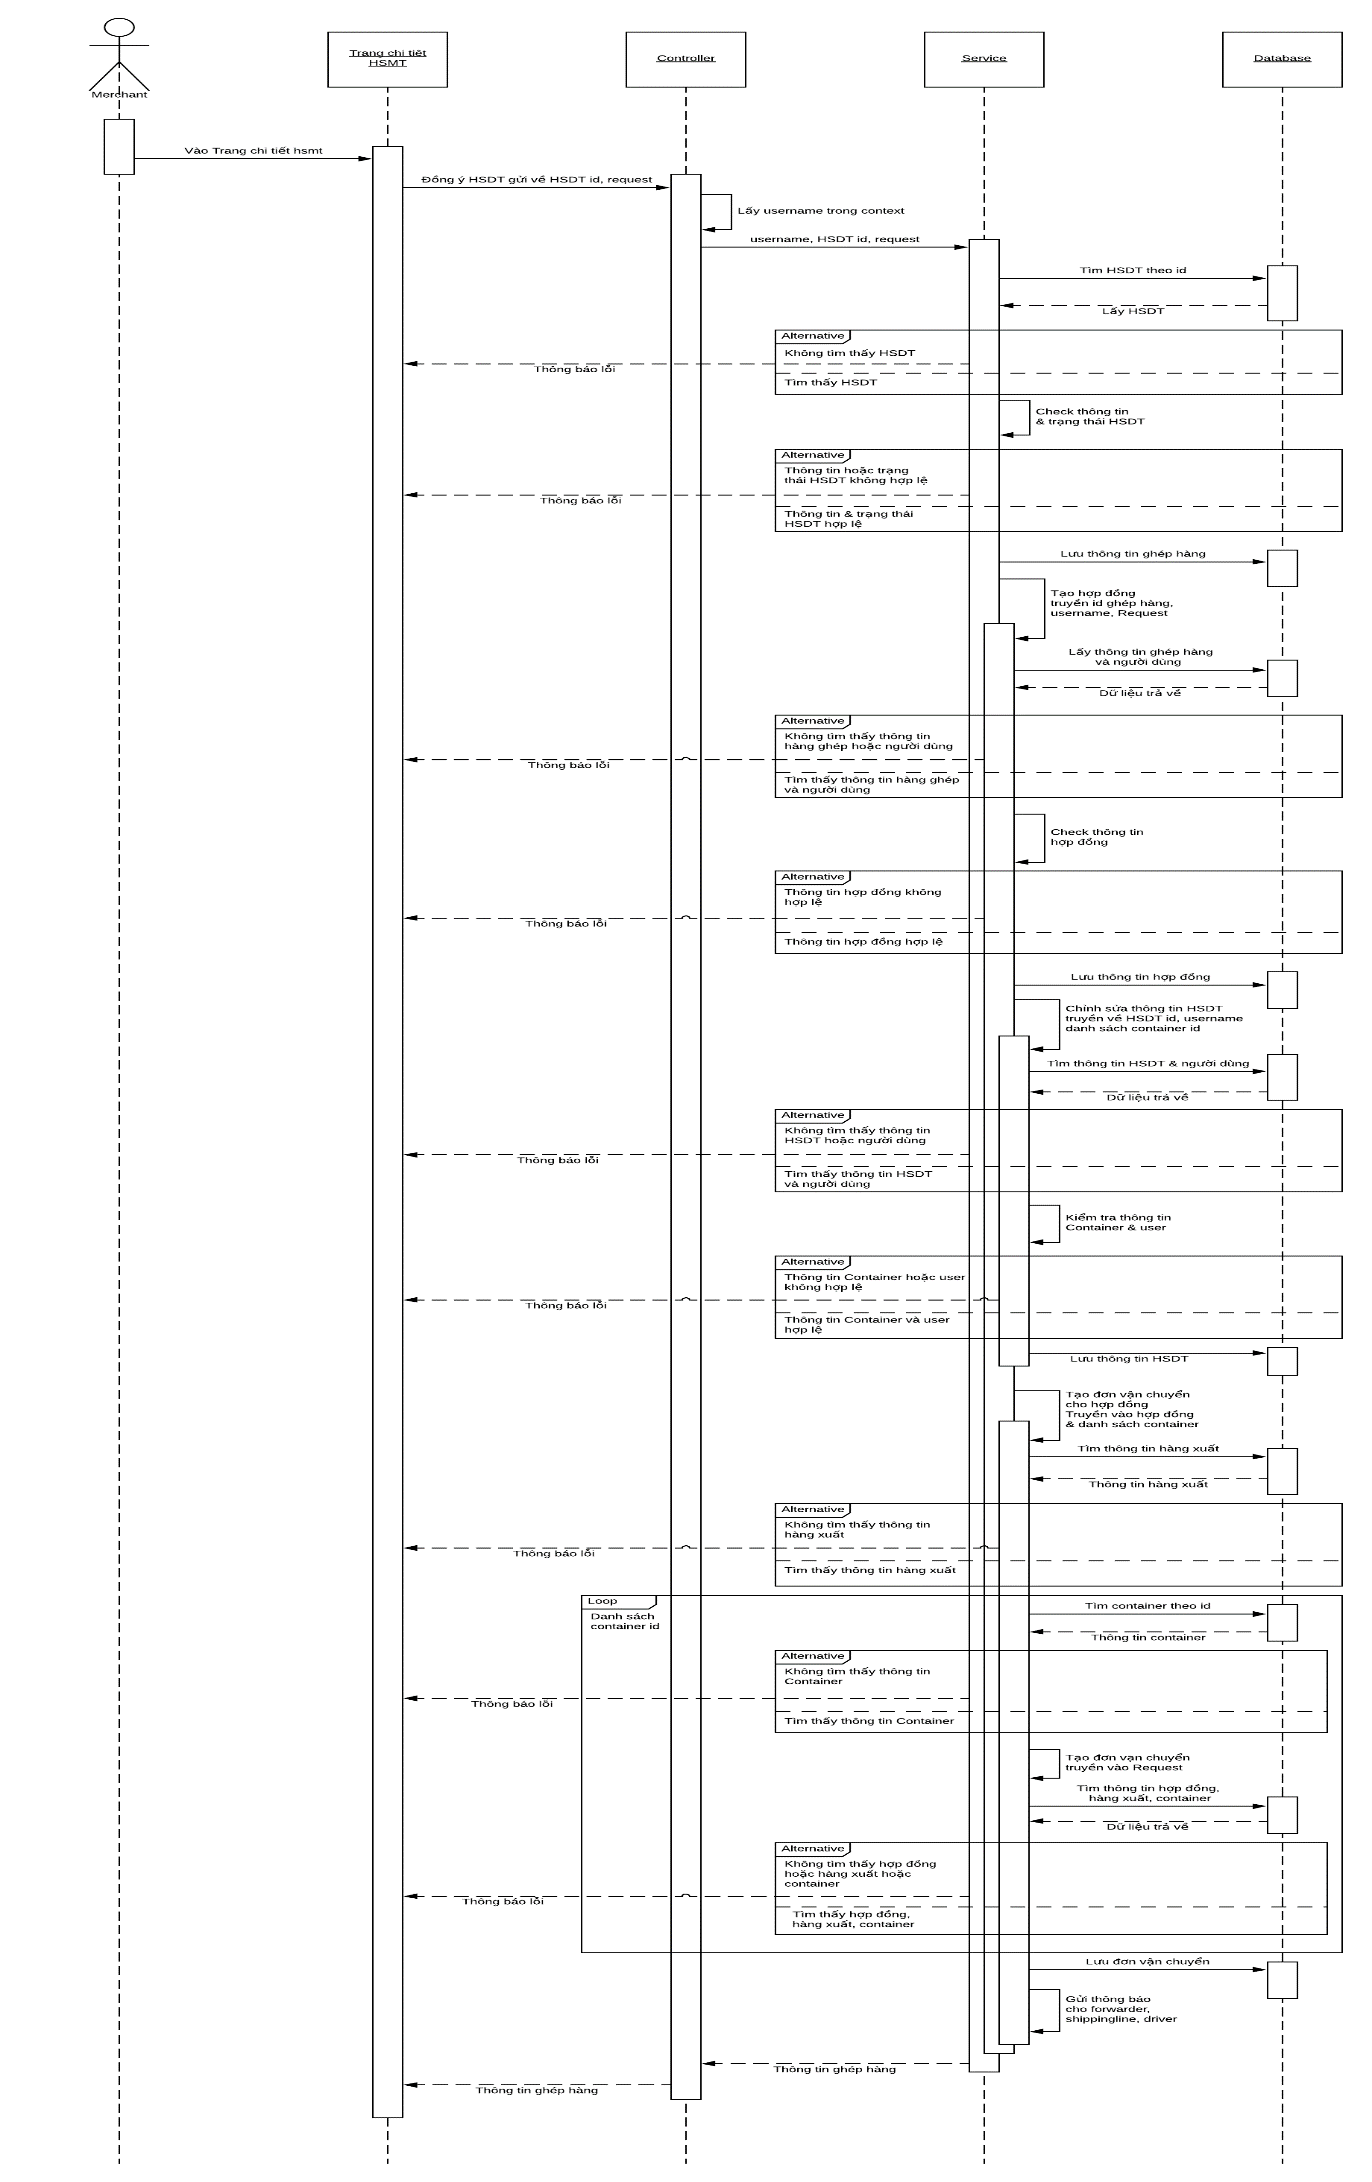 Trang chi tiết
HSMT
Controller
Service
Database
Merchant
Vào Trang chi tiết hsmt
Đồng ý HSDT gửi về HSDT id, request
Lấy username trong context
username, HSDT id, request
Tìm HSDT theo id
Lấy HSDT
Alternative
Không tìm thấy HSDT
Thông báo lỗi
Tìm thấy HSDT
Check thông tin
& trạng thái HSDT
Alternative
Thông tin hoặc trạng
thái HSDT không hợp lệ
Thông báo lỗi
Thông tin & trạng thái
HSDT hợp lệ
Lưu thông tin ghép hàng
Tạo hợp đồng
truyền id ghép hàng,
username, Request
Lấy thông tin ghép hàng
và người dùng
Dữ liệu trả về
Alternative
Không tìm thấy thông tin
hàng ghép hoặc người dùng
Thông báo lỗi
Tìm thấy thông tin hàng ghép
và người dùng
Check thông tin
hợp đồng
Alternative
Thông tin hợp đồng không
hợp lệ
Thông báo lỗi
Thông tin hợp đồng hợp lệ
Lưu thông tin hợp đồng
Chính sửa thông tin HSDT
truyền về HSDT id, username
danh sách container id
Tìm thông tin HSDT & người dùng
Dữ liệu trả về
Alternative
Không tìm thấy thông tin
HSDT hoặc người dùng
Thông báo lỗi
Tìm thấy thông tin HSDT
và người dùng
Kiểm tra thông tin
Container & user
Alternative
Thông tin Container hoặc user
không hợp lệ
Thông báo lỗi
Thông tin Container và user
hợp lệ
Lưu thông tin HSDT
Tạo đơn vận chuyển
cho hợp đồng
Truyền vào hợp đồng
& danh sách container
Tìm thông tin hàng xuất
Thông tin hàng xuất
Alternative
Không tìm thấy thông tin
hàng xuất
Thông báo lỗi
Tìm thấy thông tin hàng xuất
Loop
Danh sách
container id
Tìm container theo id
Thông tin container
Alternative
Không tìm thấy thông tin
Container
Thông báo lỗi
Tìm thấy thông tin Container
Tạo đơn vạn chuyển
truyền vào Request
Tìm thông tin hợp đồng,
hàng xuất, container
Dữ liệu trả về
Alternative
Không tìm thấy hợp đồng
hoặc hàng xuất hoặc
container
Thông báo lỗi
Tìm thấy hợp đồng,
hàng xuất, container
Lưu đơn vận chuyển
Gửi thông báo
cho forwarder,
shippingline, driver
Thông tin ghép hàng
Thông tin ghép hàng